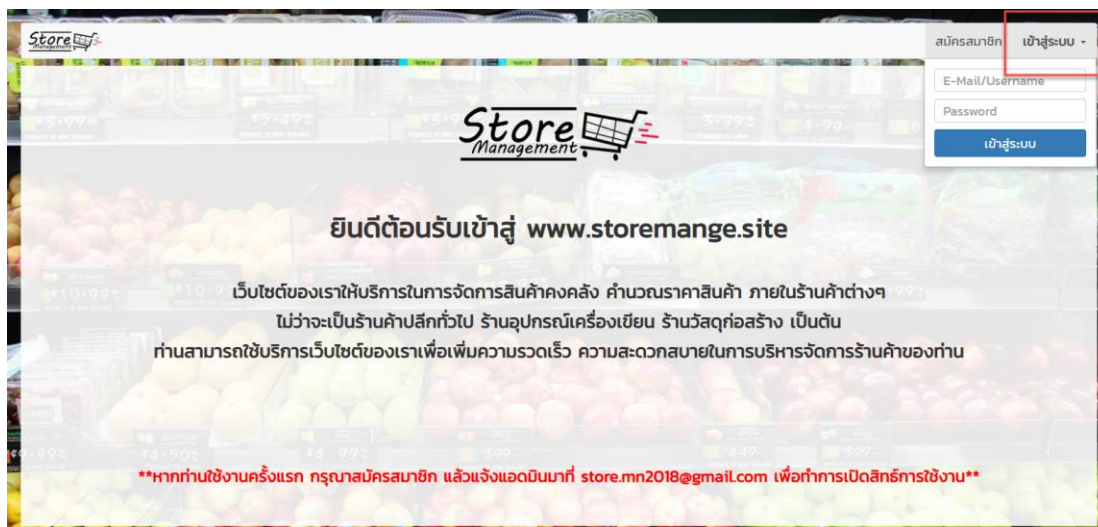 Store
Management
สมัครสมาชิก
เข้าสู่ระบบ
E-Mail/Username
Password
เข้าสู่ระบบ
Store
Management
ยินดีต้อนรับเข้าสู่ www.storemange.site
เว็บไซต์ของเราให้บริการในการจัดการสินค้าคงคลัง คำนวณราคาสินค้า ภายในร้านค้าต่างๆ
ไม่ว่าจะเป็นร้านค้าปลีกทั่วไป ร้านอุปกรณ์เครื่องเขียน ร้านวัสดุก่อสร้าง เป็นต้น
ท่านสามารถใช้บริการเว็บไซต์ของเราเพื่อเพิ่มความรวดเร็ว ความสะดวกสบายในการบริหารจัดการร้านค้าของท่าน
**หากท่านใช้งานครั้งแรก กรุณาสมัครสมาชิก แล้วแจ้งแอดมินมาที่ store.mn2018@gmail.com เพื่อทำการเปิดสิทธิ์การใช้งาน**